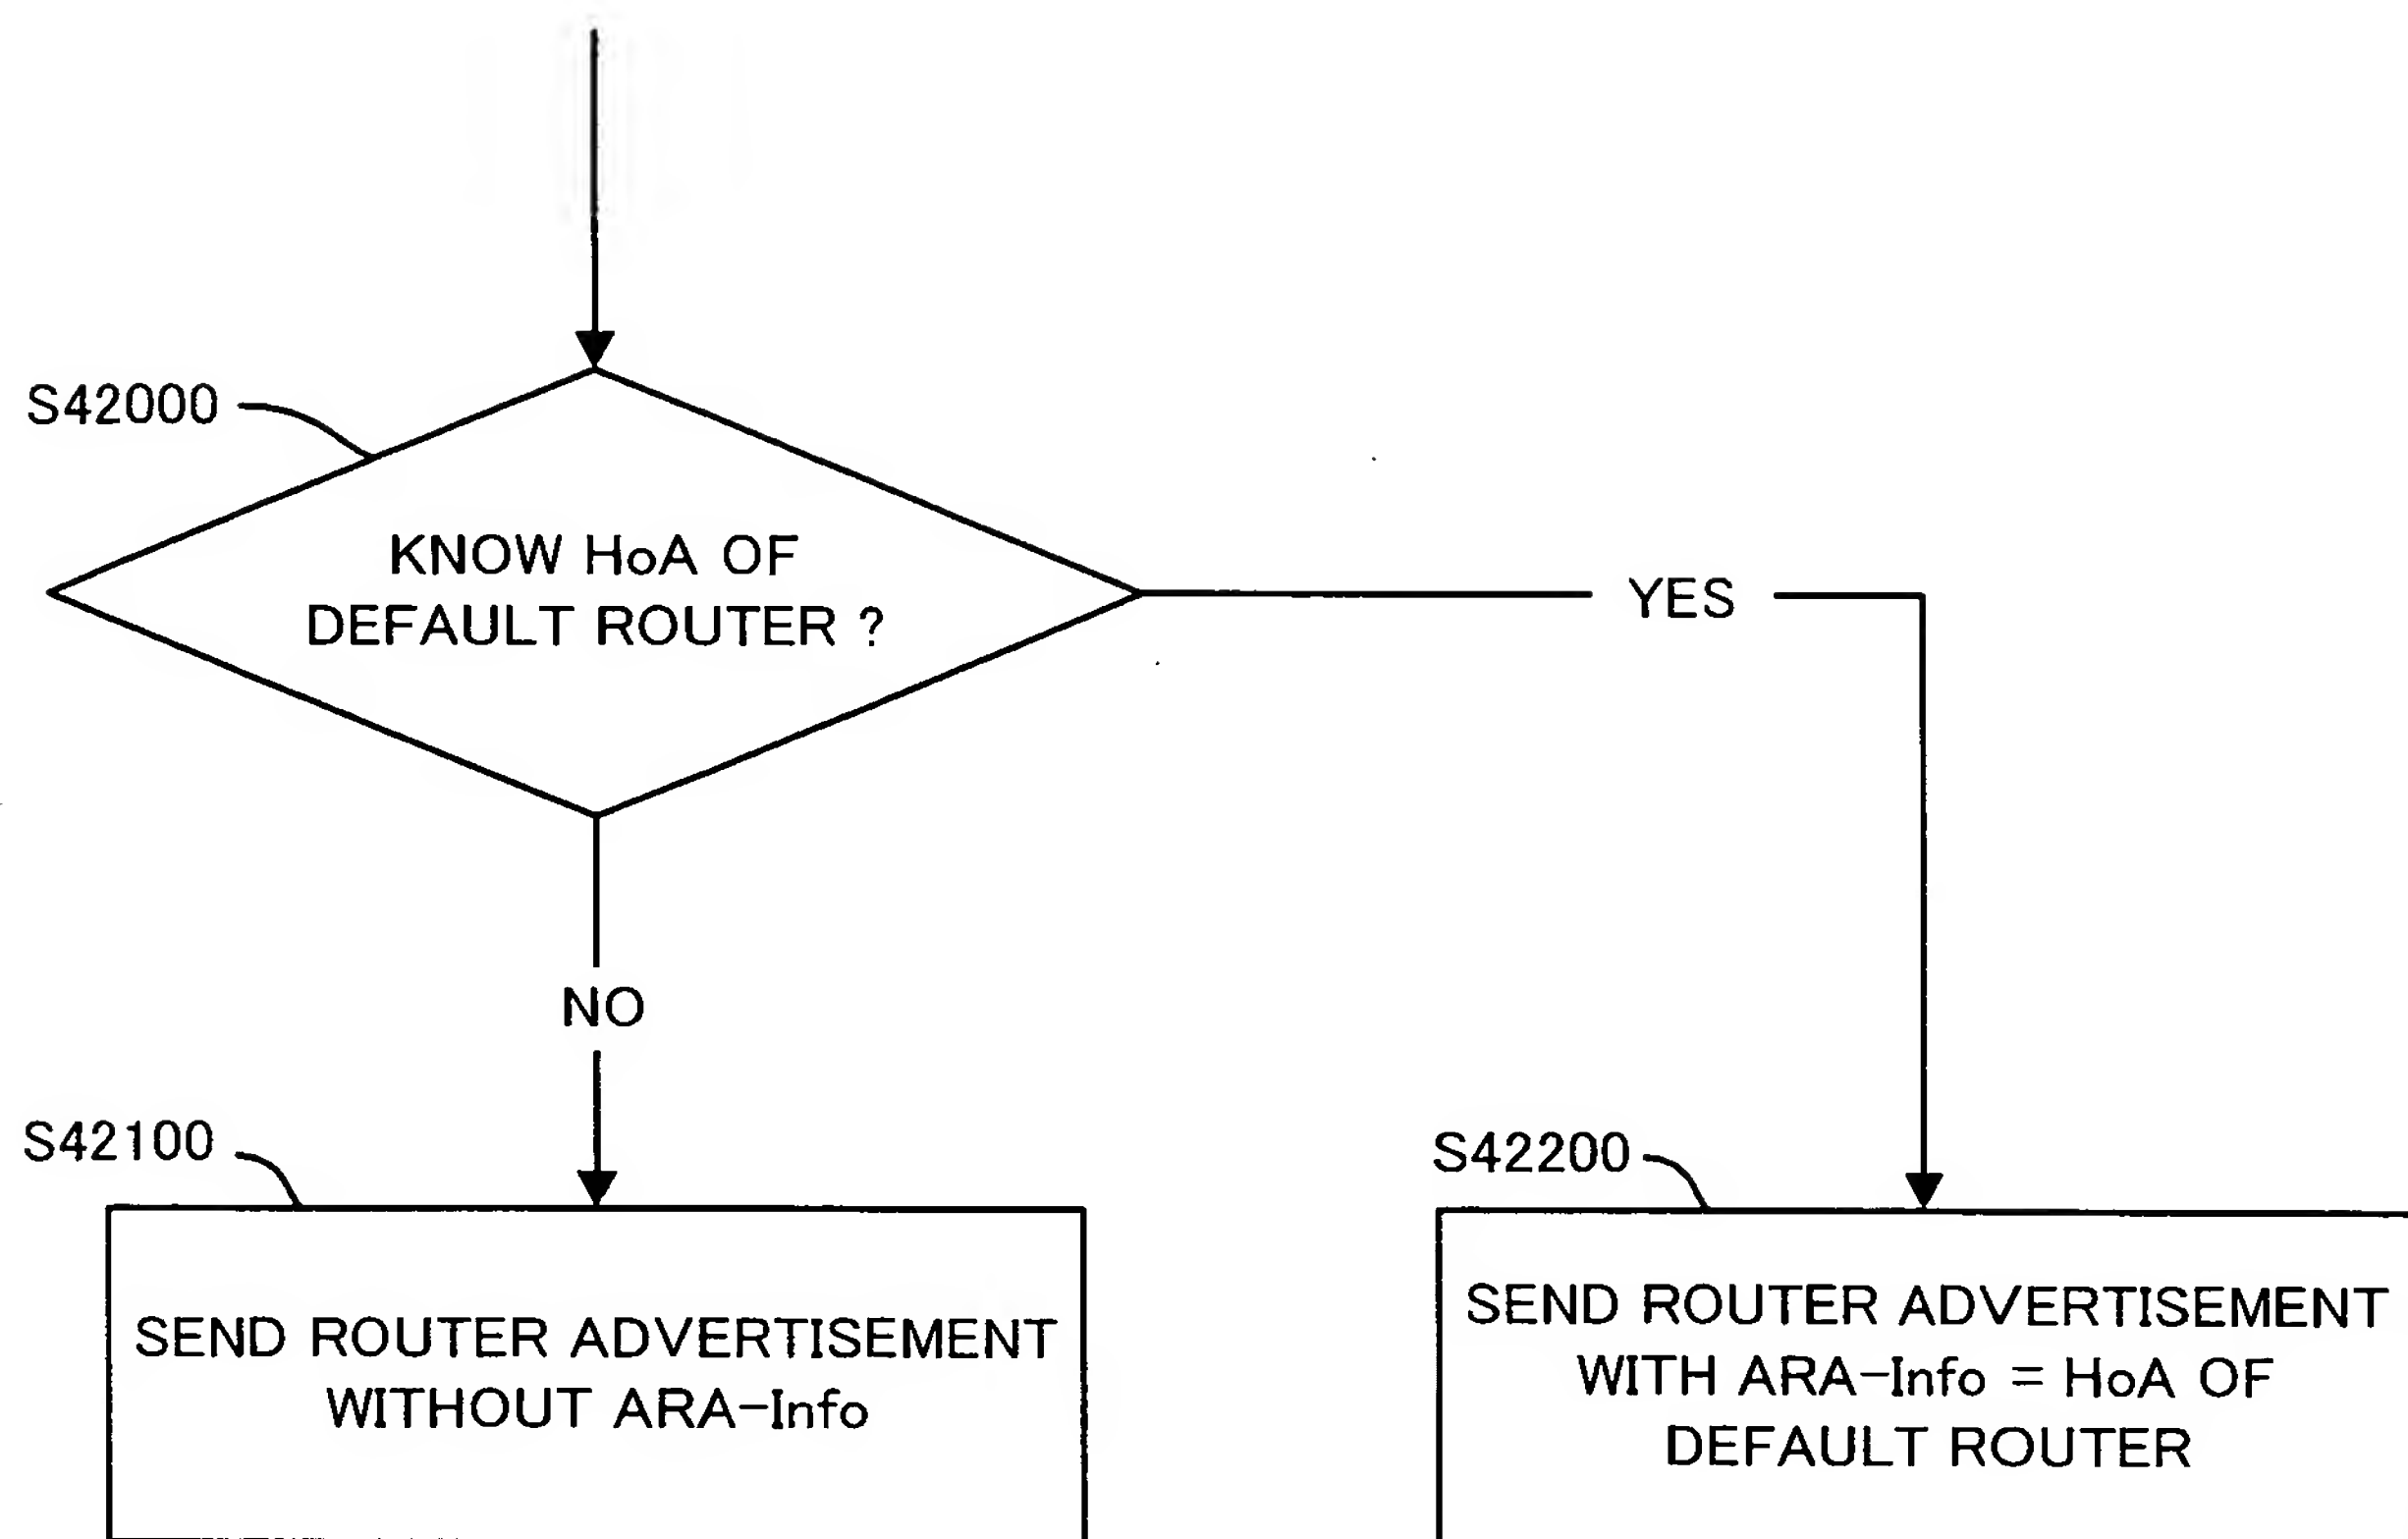 S42000
KNOW HoA OF
DEFAULT ROUTER ?
YES
NO
S42100
SEND ROUTER ADVERTISEMENT
WITHOUT ARA-Info
S42200
SEND ROUTER ADVERTISEMENT
WITH ARA-Info = HoA OF
DEFAULT ROUTER